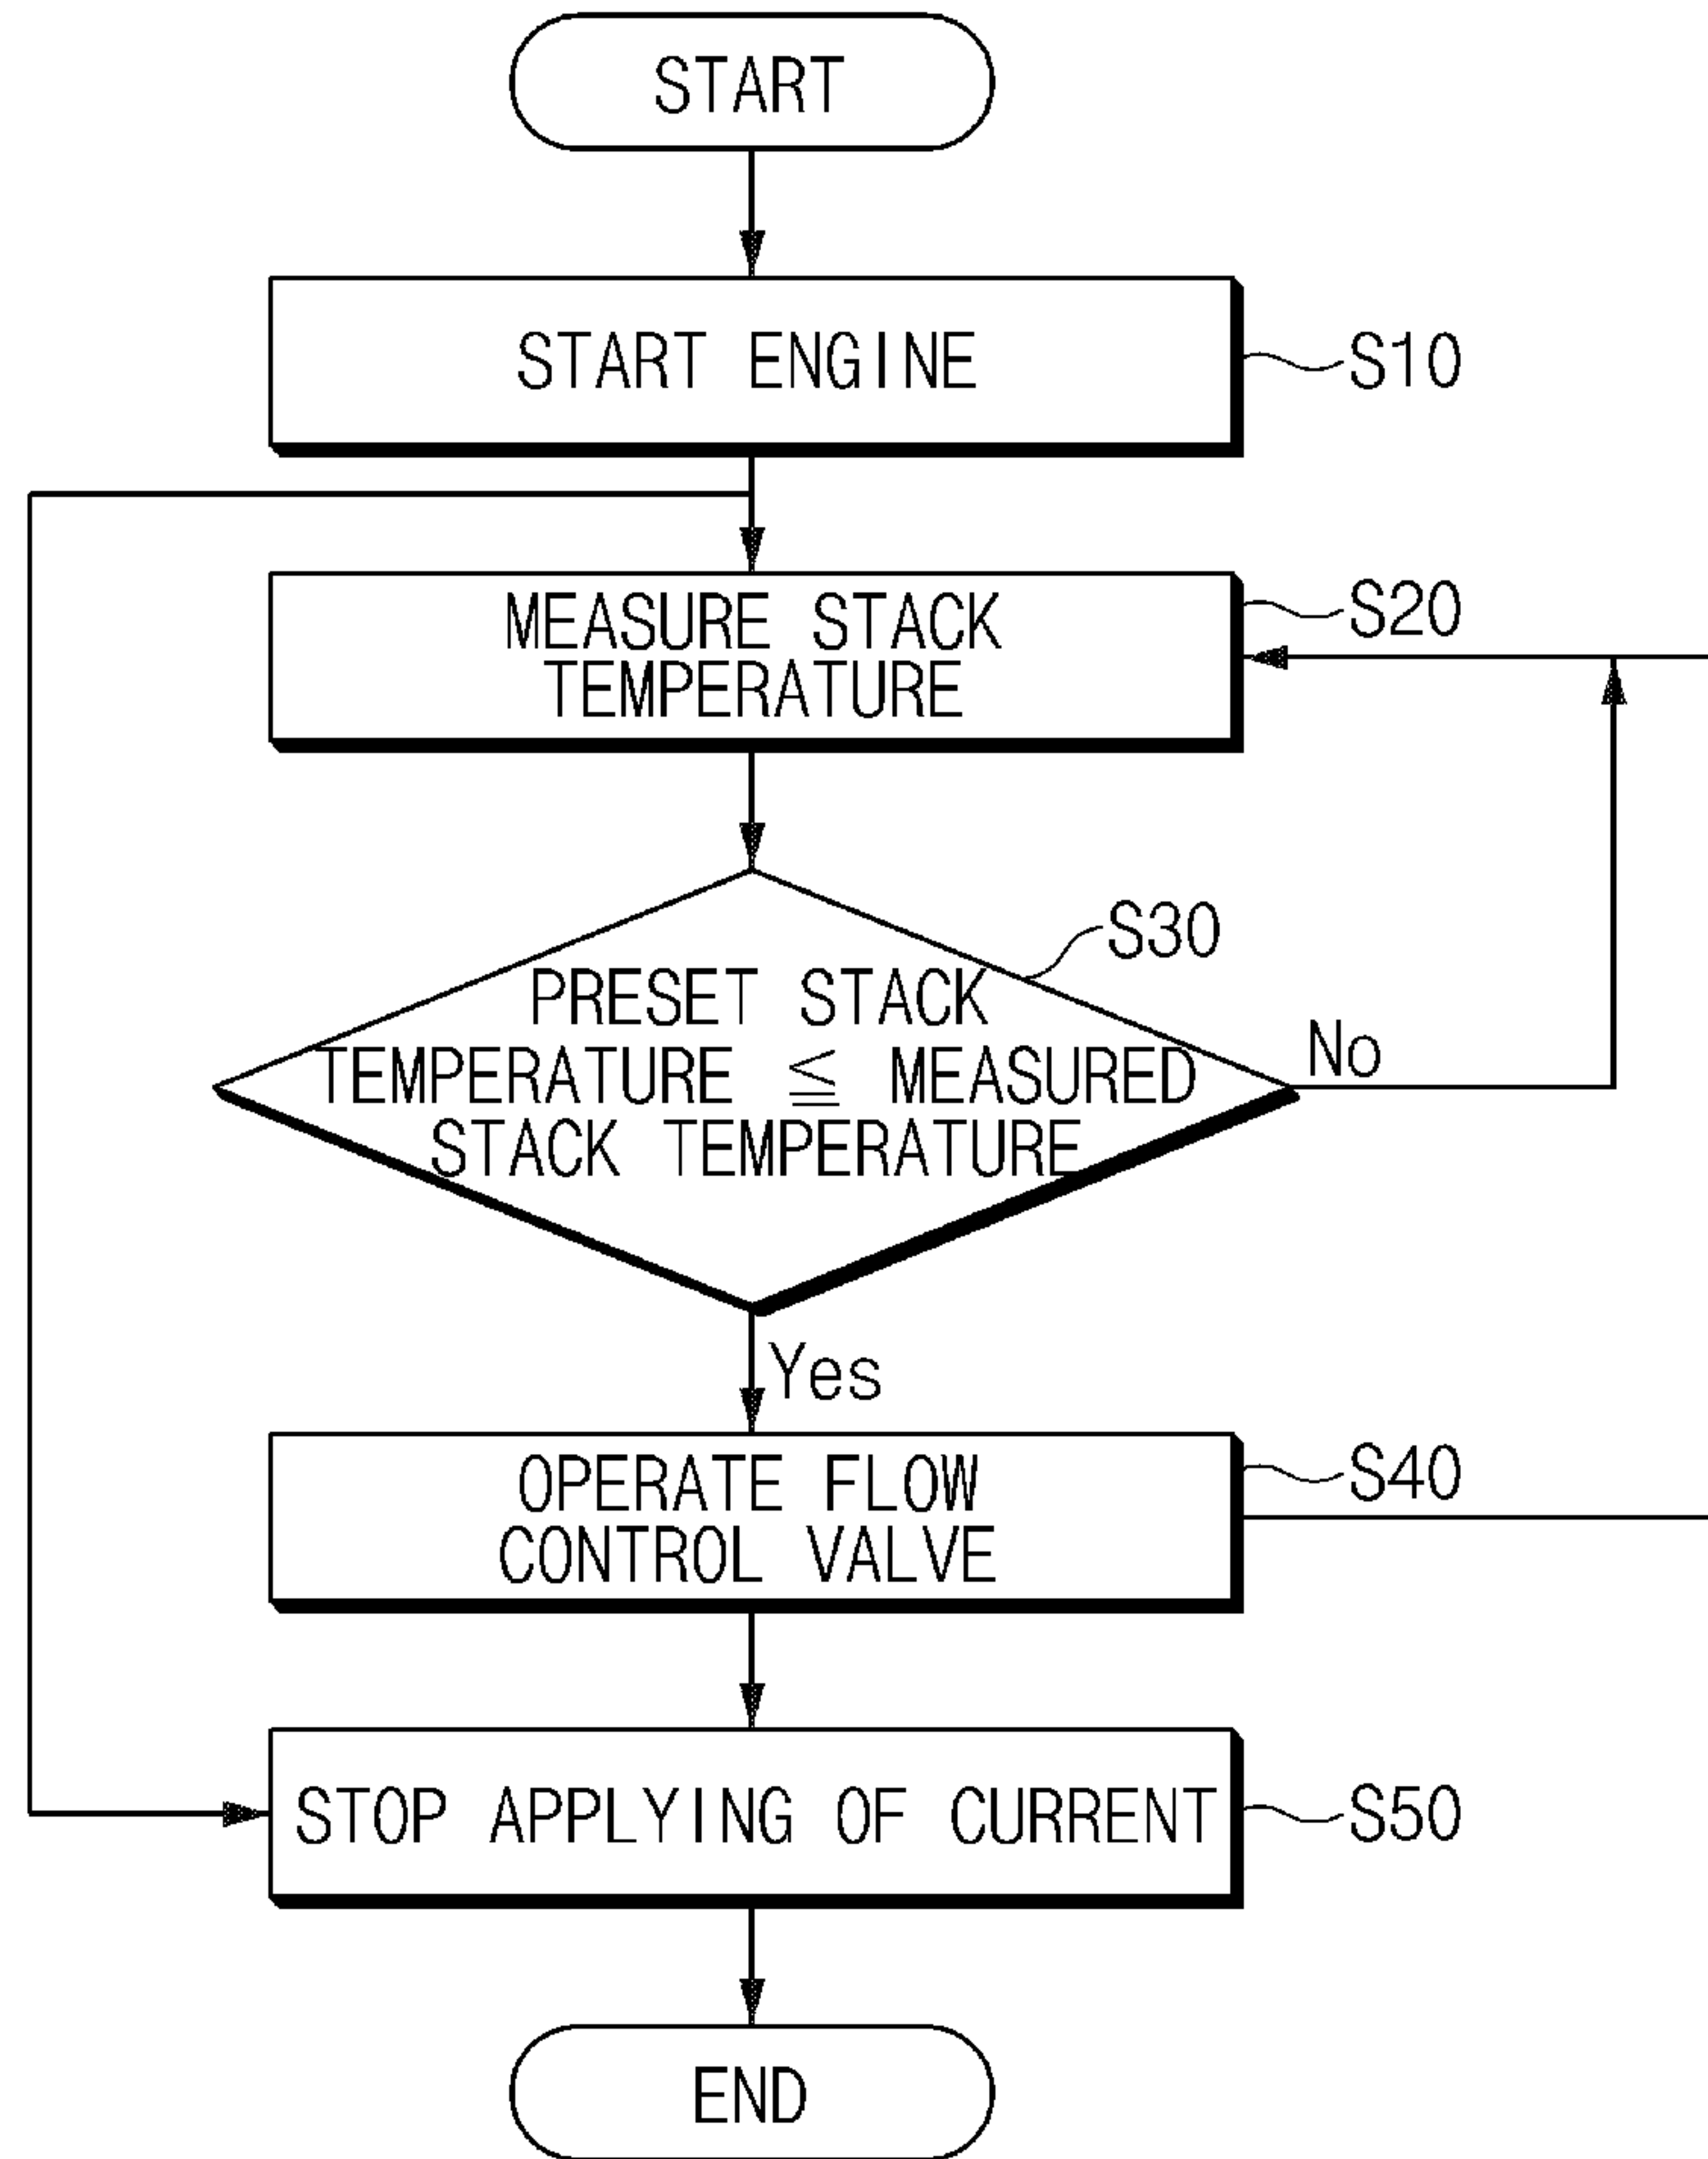 START
START ENGINE
S10
MEASURE STACK
TEMPERATURE
S20
S30
PRESET STACK
TEMPERATURE ≦ MEASURED
STACK TEMPERATURE
No
Yes
OPERATE FLOW
CONTROL VALVE
S40
STOP APPLYING OF CURRENT
S50
END